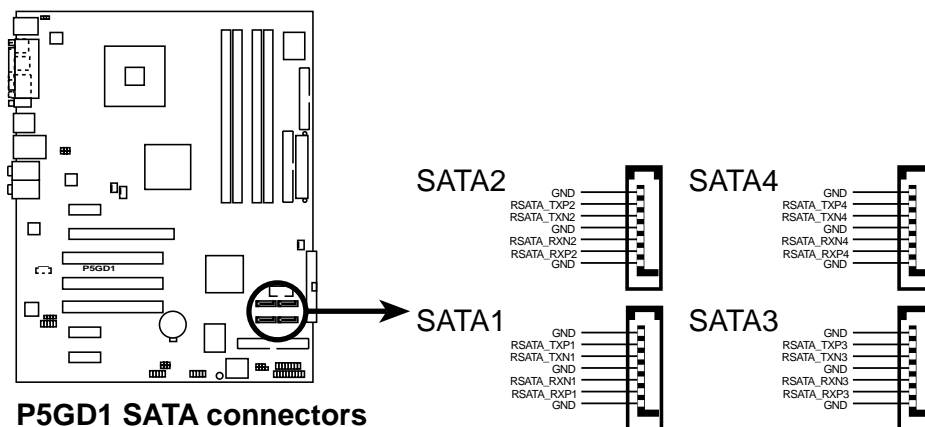 SATA2
GND
RSATA_TXP2
RSATA_TXN2
GND
RSATA_RXN2
RSATA_RXP2
GND
SATA4
GND
RSATA_TXP4
RSATA_TXN4
GND
RSATA_RXN4
RSATA_RXP4
GND
P5GD1
SATA1
GND
RSATA_TXP1
RSATA_TXN1
GND
RSATA_RXN1
RSATA_RXP1
GND
SATA3
GND
RSATA_TXP3
RSATA_TXN3
GND
RSATA_RXN3
RSATA_RXP3
GND
P5GD1 SATA connectors